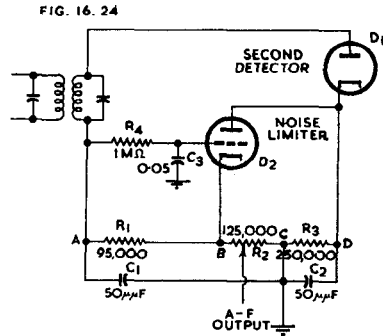 FIG. 16. 24
D1
SECOND
DETECTOR
NOISE
LIMITER
R4
1MΩ
C3
0·05
D2
R1
A
95,000
B
125,000
R2
C
R3
250,000
D
C1
50μμF
C2
50μμF
A-F
OUTPUT